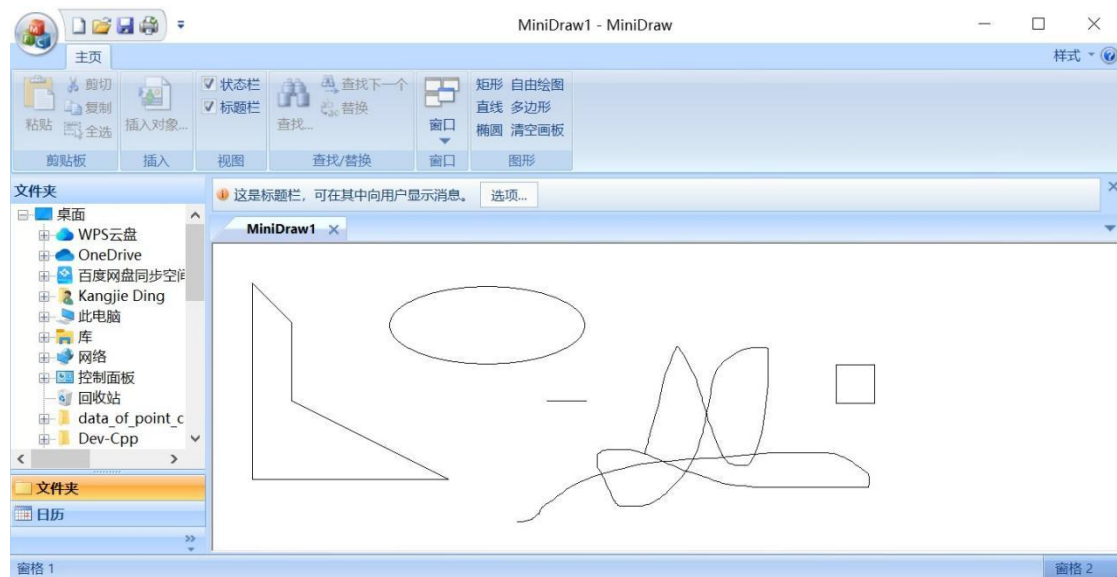 MiniDraw1 - MiniDraw
主页
样式
粘贴
剪切
复制
全选
剪贴板
插入对象...
插入
状态栏
标题栏
视图
查找...
查找下一个
替换
查找/替换
窗口
窗口
矩形 自由绘图
直线 多边形
椭圆 清空画板
图形
文件夹
桌面
WPS云盘
OneDrive
百度网盘同步空间
Kangjie Ding
此电脑
库
网络
控制面板
回收站
data_of_point_c
Dev-Cpp
文件夹
日历
这是标题栏，可在其中向用户显示消息。 选项...
MiniDraw1
窗格 1
窗格 2